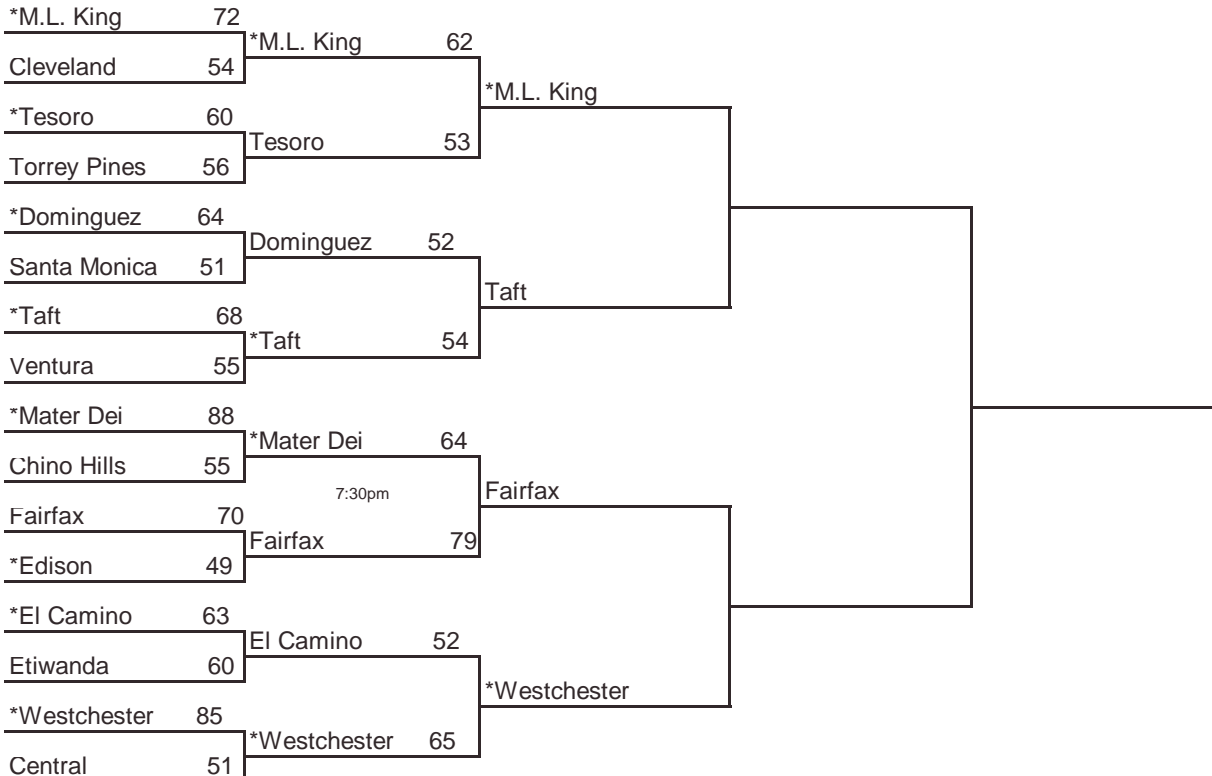 *M.L. King 72
Cleveland 54
*Tesoro 60
Torrey Pines 56
*Dominguez 64
Santa Monica 51
*Taft 68
Ventura 55
*Mater Dei 88
Chino Hills 55
Fairfax 70
*Edison 49
*El Camino 63
Etiwanda 60
*Westchester 85
Central 51
*M.L. King 62
Tesoro 53
Dominguez 52
*Taft 54
*Mater Dei 64
7:30pm
Fairfax 79
El Camino 52
*Westchester 65
*M.L. King
Taft
Fairfax
*Westchester